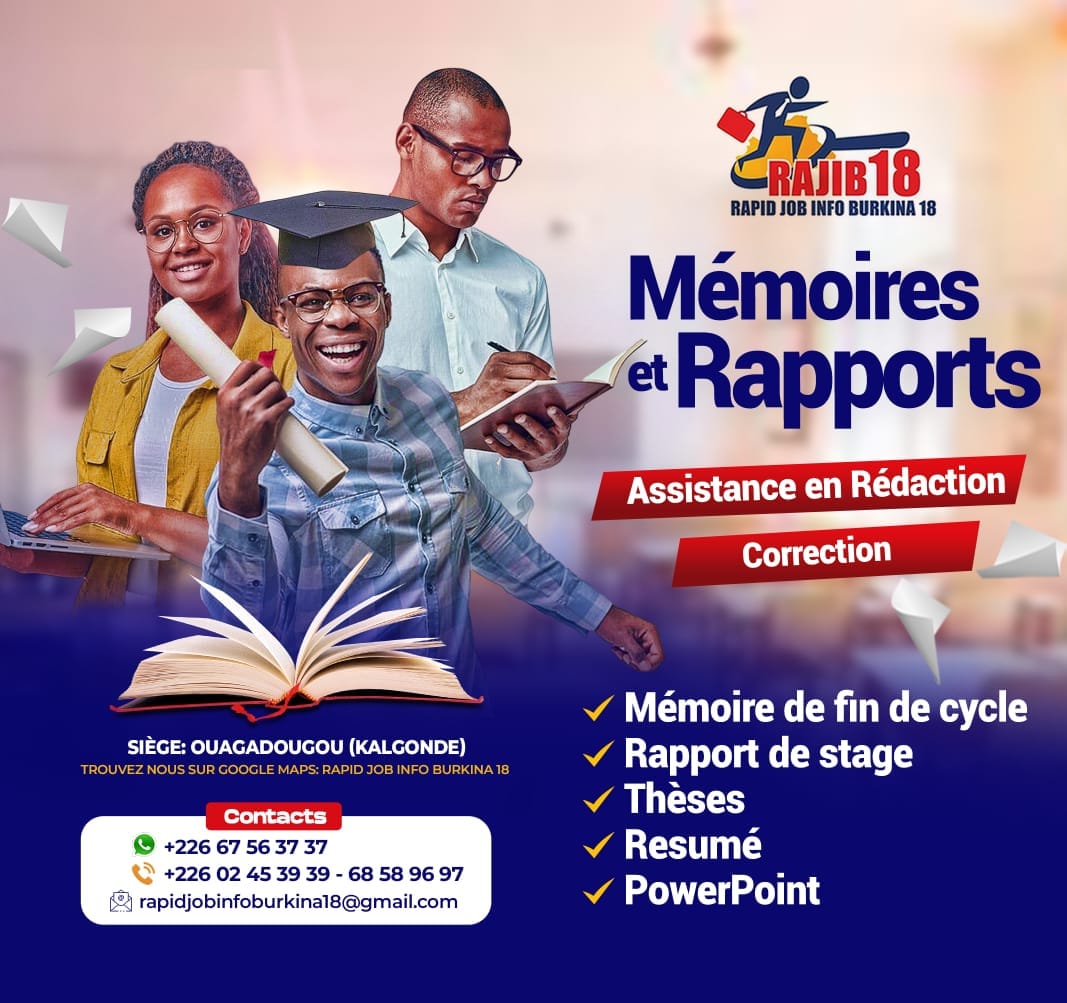 RAJIB18
RAPID JOB INFO BURKINA 18
Mémoires
et Rapports
Assistance en Rédaction
Correction
Mémoire de fin de cycle
Rapport de stage
Thèses
Resumé
PowerPoint
SIÈGE: OUAGADOUGOU (KALGONDE)
TROUVEZ NOUS SUR GOOGLE MAPS: RAPID JOB INFO BURKINA 18
Contacts
+226 67 56 37 37
+226 02 45 39 39 - 68 58 96 97
rapidjobinfoburkina18@gmail.com